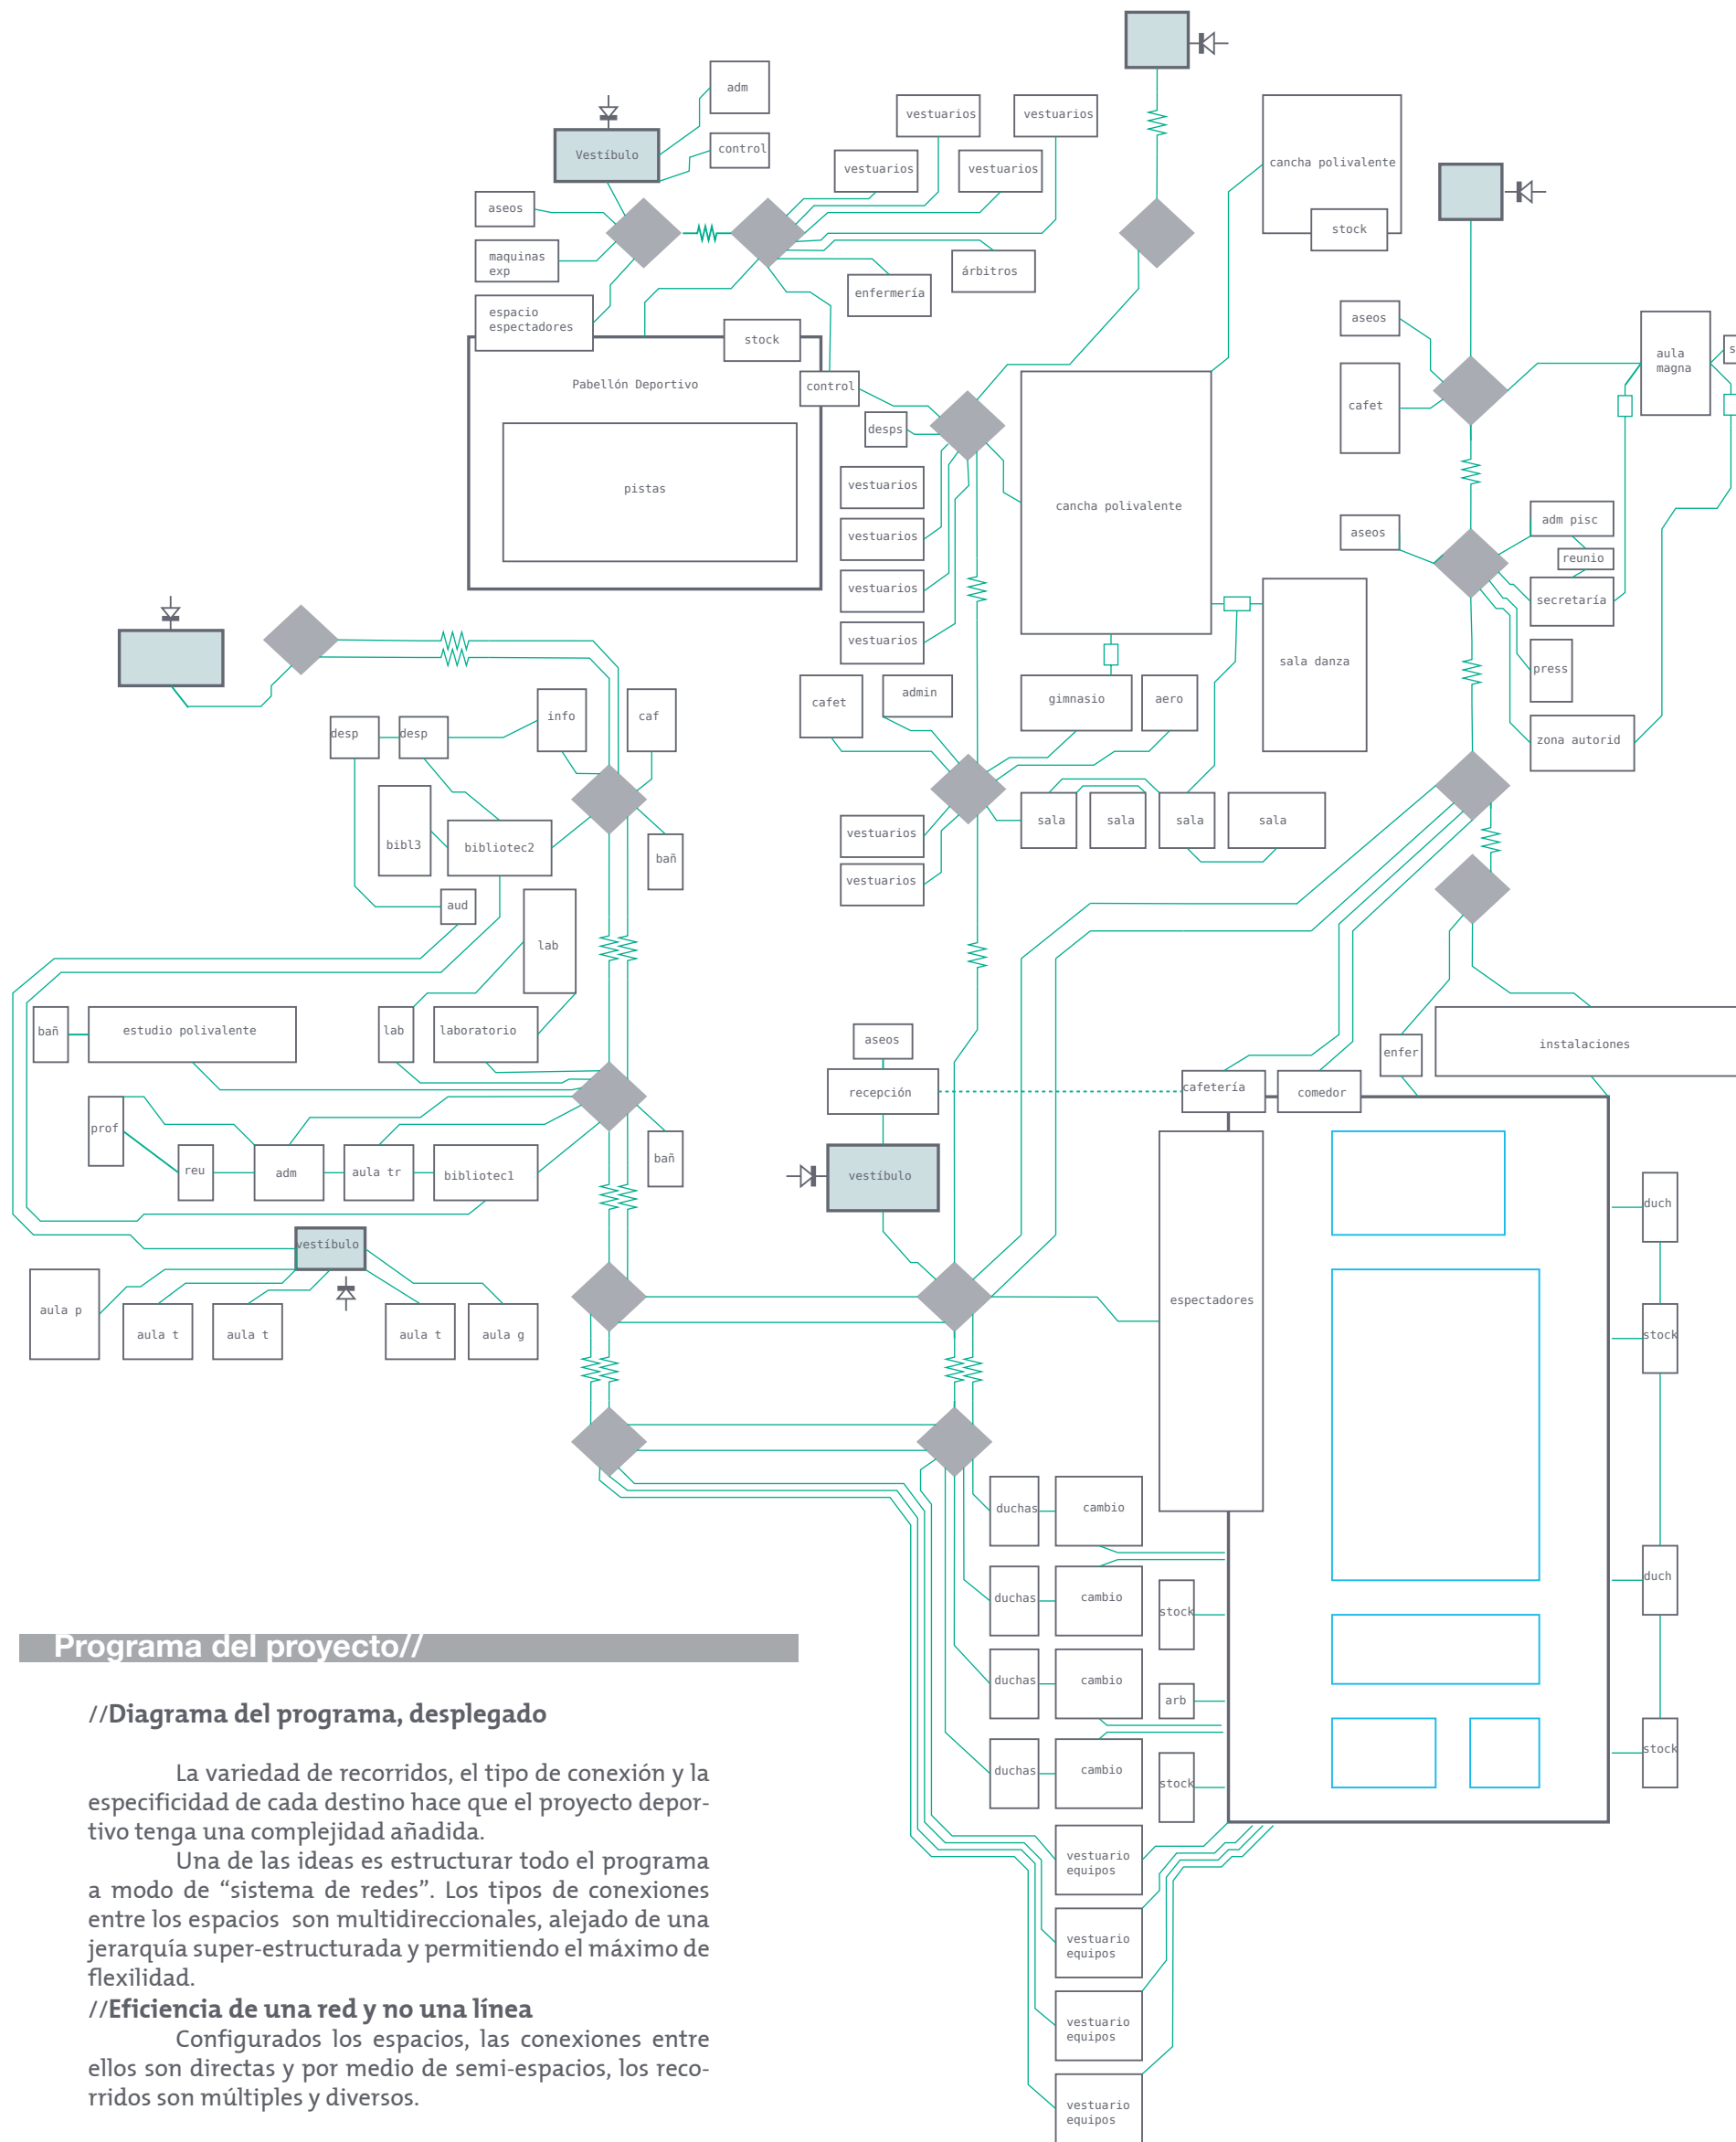 adm
Vestíbulo
control
vestuarios
vestuarios
vestuarios
vestuarios
cancha polivalente
stock
aseos
maquinas
exp
espacio
espectadores
árbitros
enfermería
stock
Pabellón Deportivo
control
pistas
desps
vestuarios
vestuarios
vestuarios
vestuarios
cancha polivalente
aseos
cafet
aula
magna
s
aseos
adm pisc
reunio
secretaría
press
zona autorid
sala danza
cafet
admin
gimnasio
aero
vestuarios
vestuarios
sala
sala
sala
sala
desp
desp
info
caf
bibl3
bibliotec2
bañ
aud
lab
bañ
estudio polivalente
lab
laboratorio
prof
reu
adm
aula tr
bibliotec1
bañ
vestíbulo
aula p
aula t
aula t
aula t
aula g
aseos
recepción
vestíbulo
cafetería
comedor
enfer
instalaciones
espectadores
duch
stock
duch
stock
duchas
cambio
duchas
cambio
stock
duchas
cambio
arb
duchas
cambio
stock
vestuario
equipos
vestuario
equipos
vestuario
equipos
vestuario
equipos
Programa del proyecto//
//Diagrama del programa, desplegado
La variedad de recorridos, el tipo de conexión y la
especificidad de cada destino hace que el proyecto depor-
tivo tenga una complejidad añadida.
Una de las ideas es estructurar todo el programa
a modo de “sistema de redes”. Los tipos de conexiones
entre los espacios son multidireccionales, alejado de una
jerarquía super-estructurada y permitiendo el máximo de
flexilidad.
//Eficiencia de una red y no una línea
Configurados los espacios, las conexiones entre
ellos son directas y por medio de semi-espacios, los reco-
rridos son múltiples y diversos.